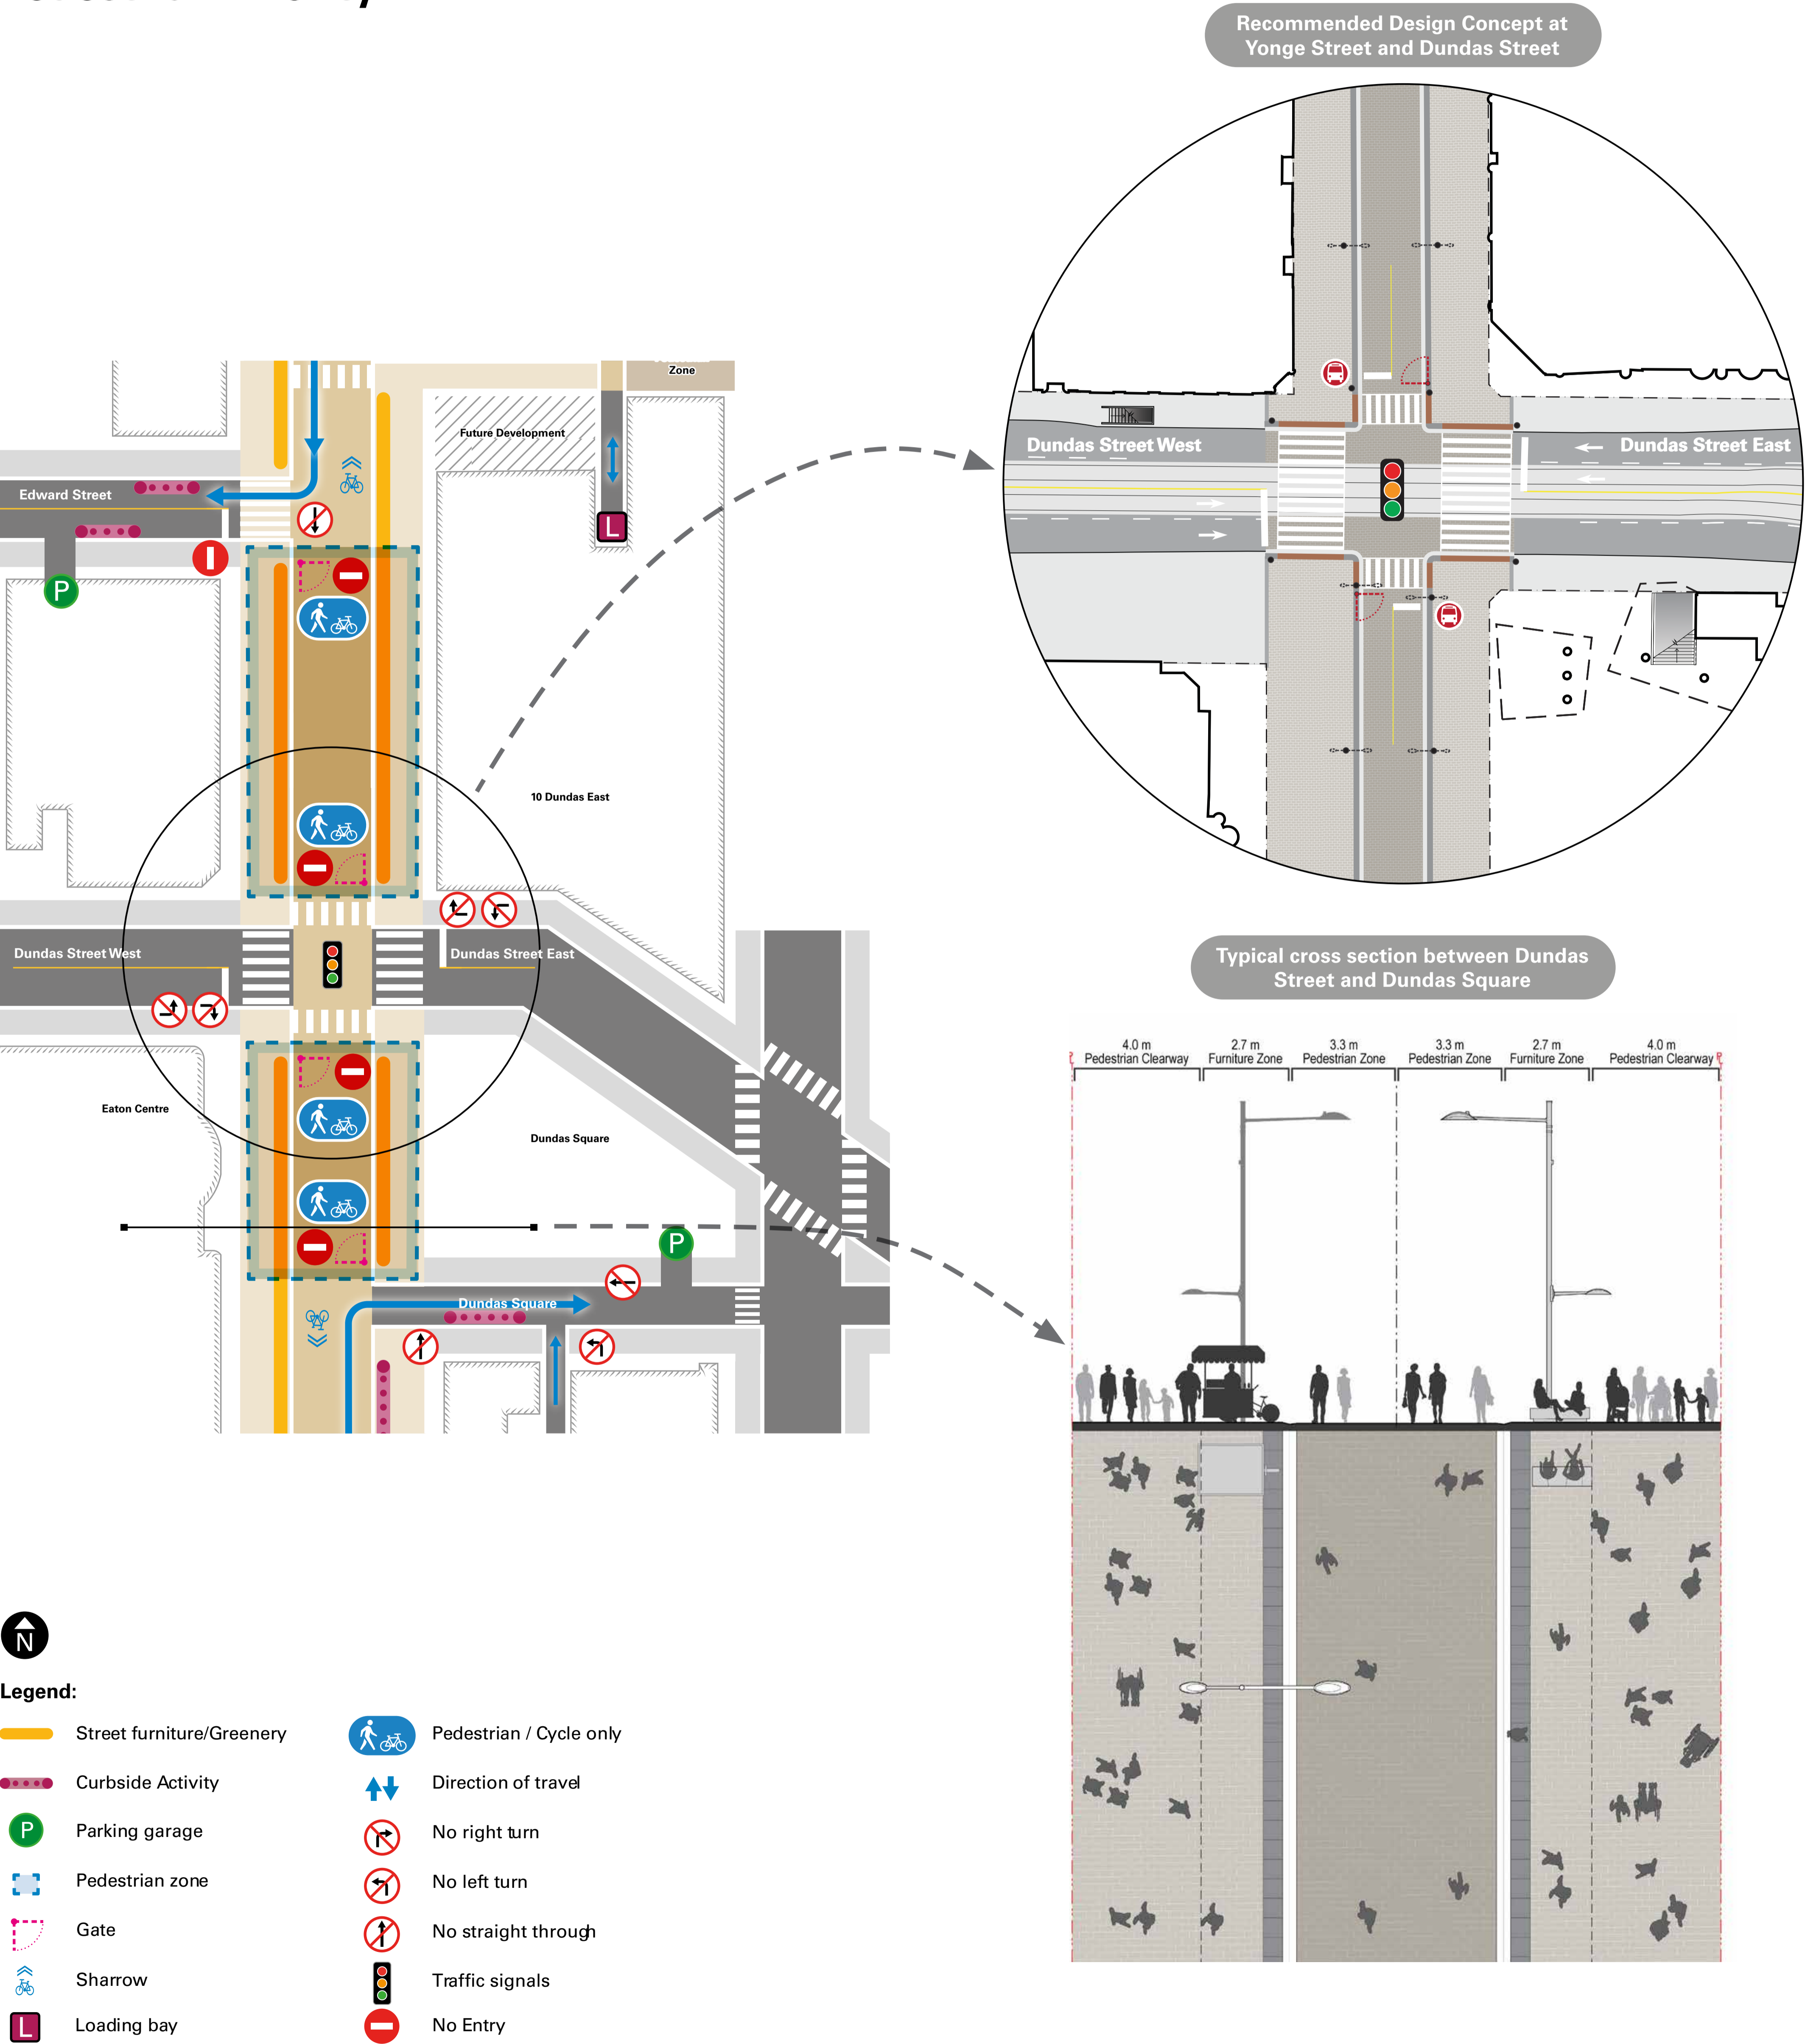 Recommended Design Concept at
Yonge Street and Dundas Street
Dundas Street West
Dundas Street East
Zone
Future Development
Edward Street
L
P
10 Dundas East
Dundas Street West
Dundas Street East
Eaton Centre
Dundas Square
P
Dundas Square
Typical cross section between Dundas
Street and Dundas Square
4.0 m
Pedestrian Clearway
2.7 m
Furniture Zone
3.3 m
Pedestrian Zone
3.3 m
Pedestrian Zone
2.7 m
Furniture Zone
4.0 m
Pedestrian Clearway
N
Legend:
Street furniture/Greenery
Curbside Activity
P
Parking garage
Pedestrian zone
Gate
Sharrow
L
Loading bay
Pedestrian / Cycle only
Direction of travel
No right turn
No left turn
No straight through
Traffic signals
No Entry